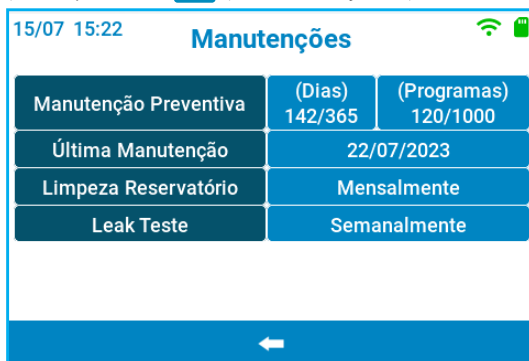 15/07 15:22
Manutenções
Manutenção Preventiva
(Dias)
142/365
(Programas)
120/1000
Última Manutenção
22/07/2023
Limpeza Reservatório
Mensalmente
Leak Teste
Semanalmente